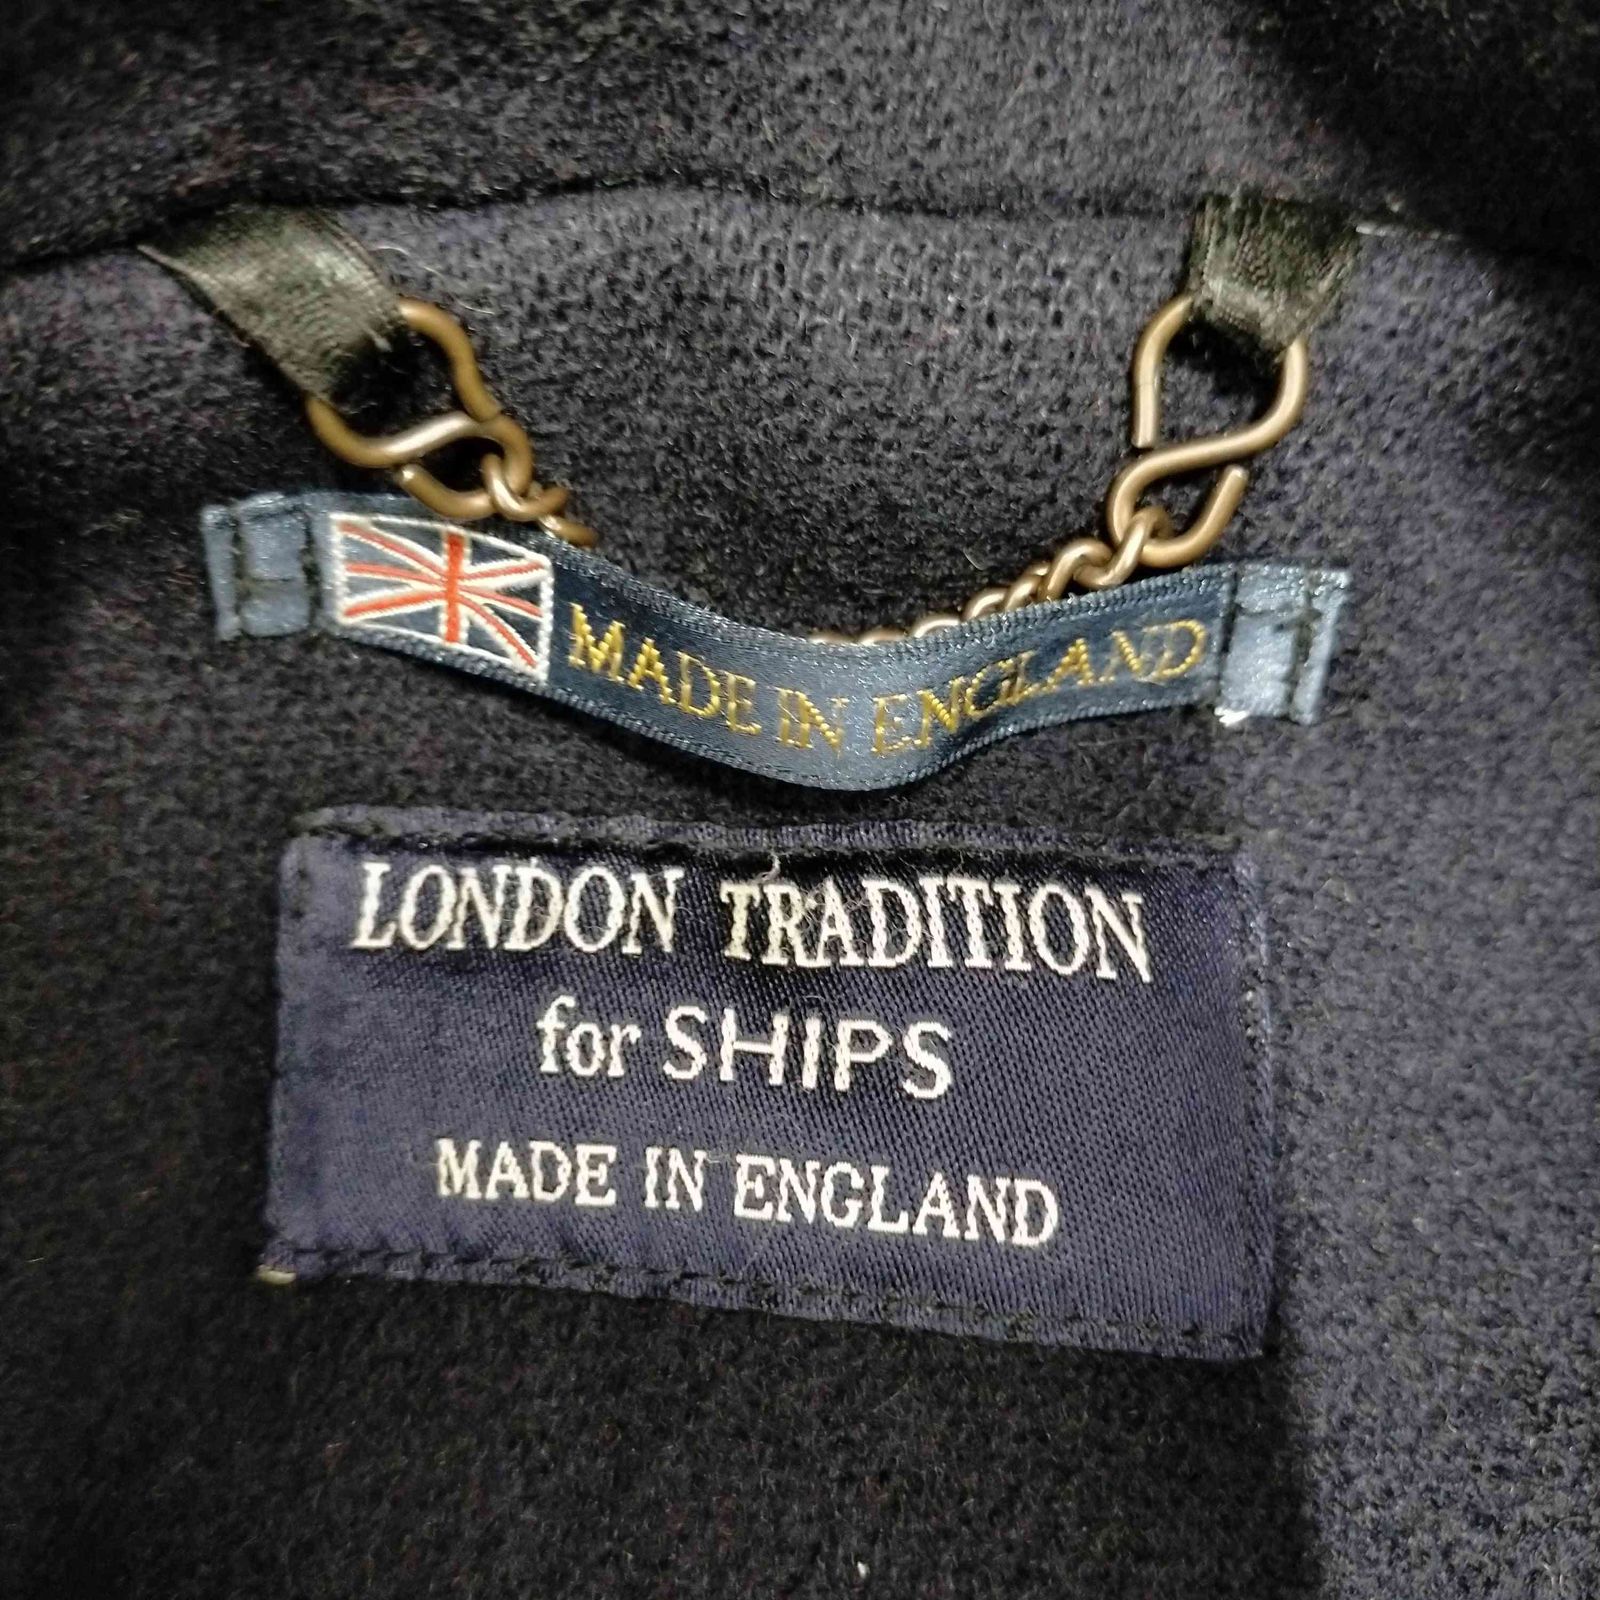 MADE IN ENGLAND
LONDON TRADITION
for SHIPS
MADE IN ENGLAND